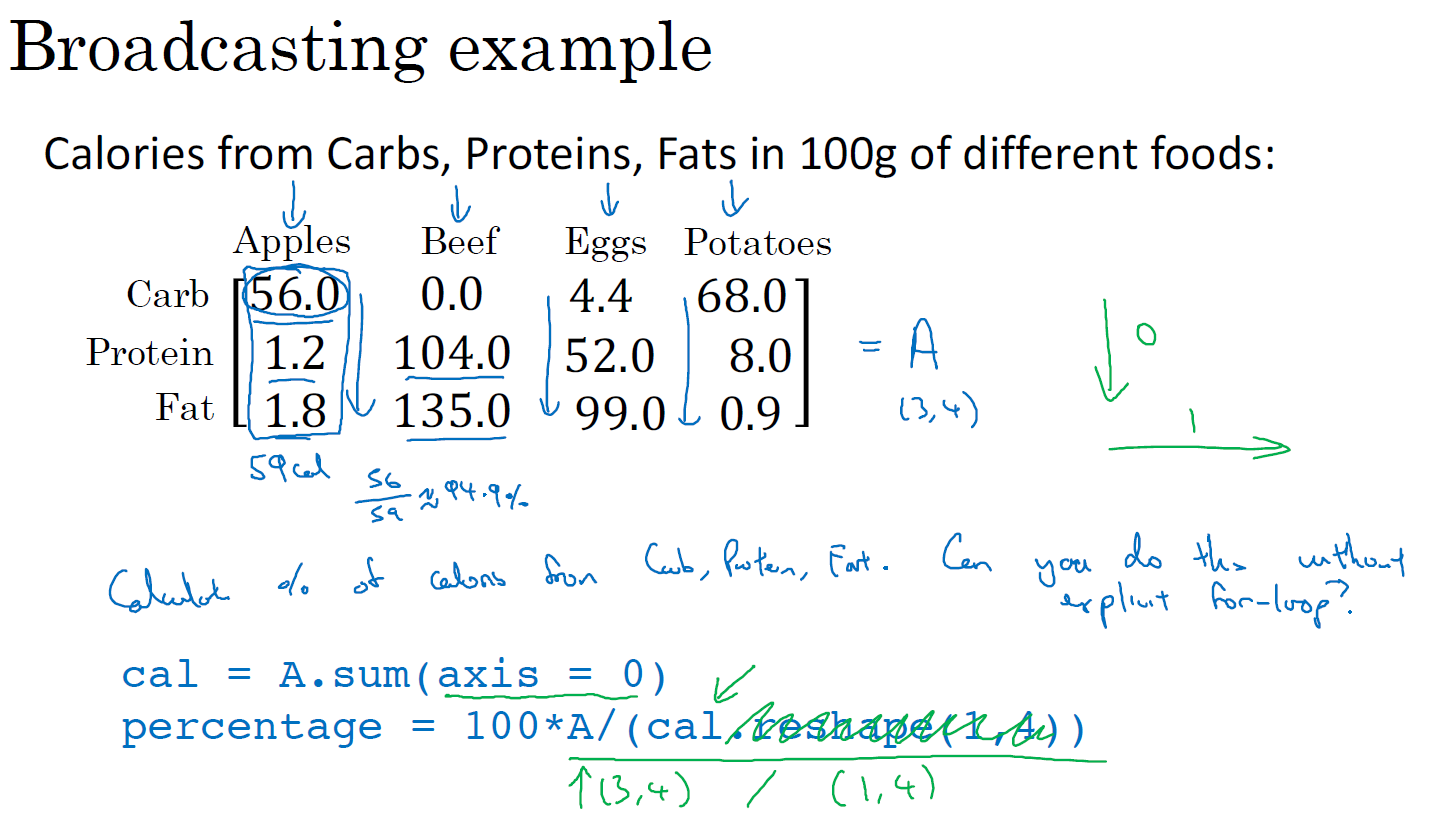 Broadcasting example
Calories from Carbs, Proteins, Fats in 100g of different foods:
Apples Beef Eggs Potatoes
Carb 56.0 0.0 4.4 68.0
Protein 1.2 104.0 52.0 8.0
Fat 1.8 135.0 99.0 0.9
= A
(3,4)
0
1
59 cal
56/59 ≈ 94.9%
Calculate % of calories from Carb, Protein, Fat. Can you do this without
explicit for-loop?
cal = A.sum(axis = 0)
percentage = 100*A/(cal.reshape(1,4))
↑(3,4) / (1,4)